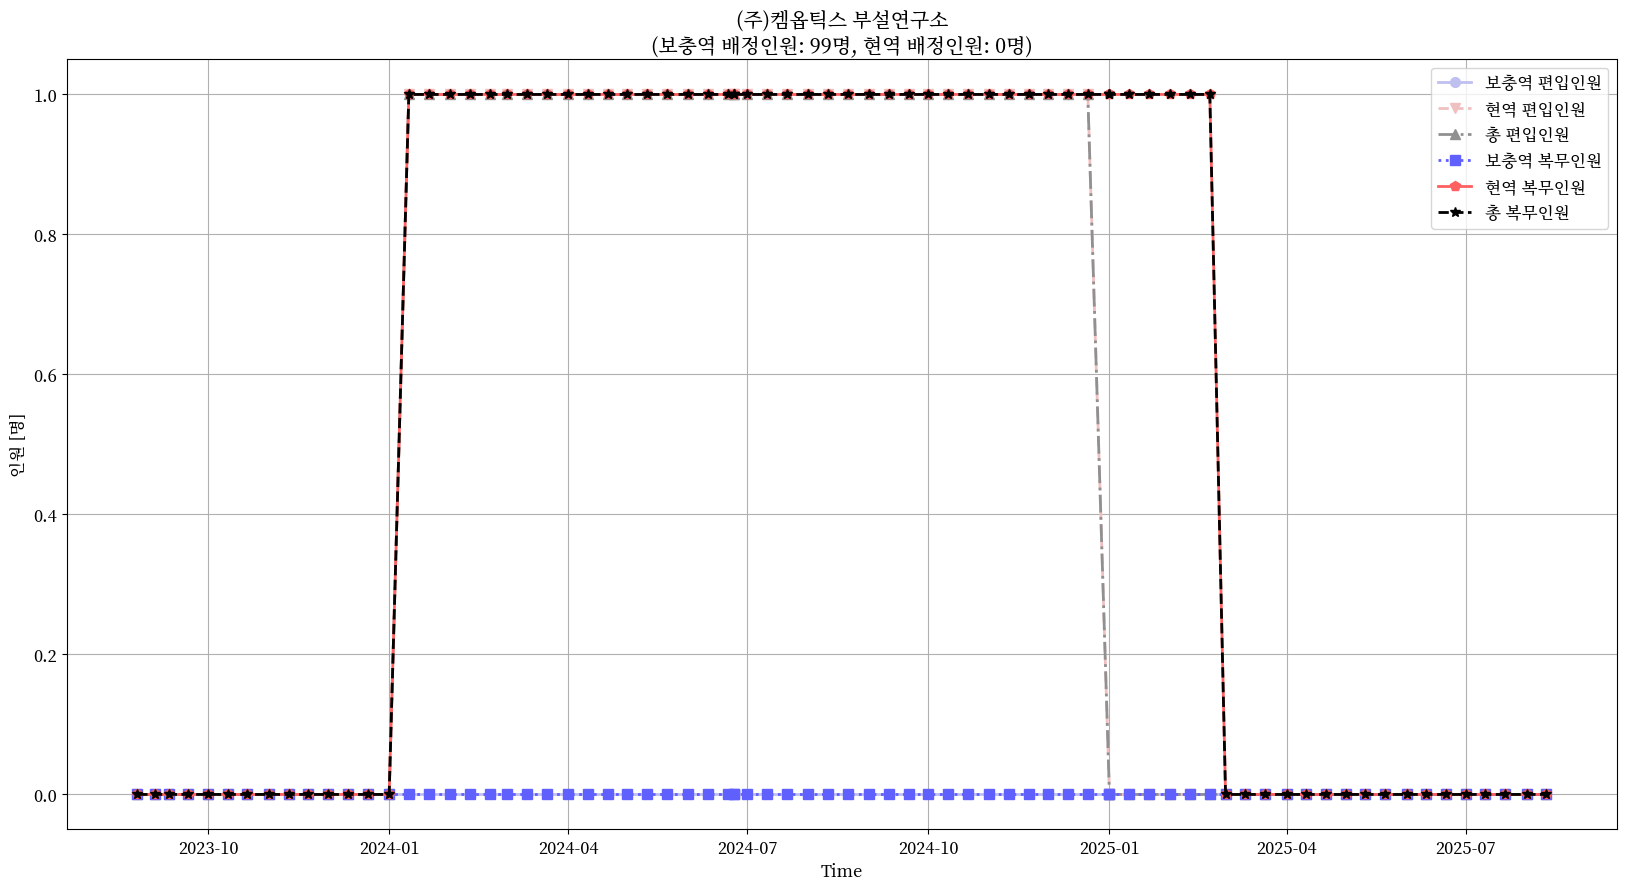 (주)켐옵틱스 부설연구소
(보충역 배정인원: 99명, 현역 배정인원: 0명)
보충역 편입인원
현역 편입인원
총 편입인원
보충역 복무인원
현역 복무인원
총 복무인원
인원 [명]
1.0
0.8
0.6
0.4
0.2
0.0
2023-10
2024-01
2024-04
2024-07
2024-10
2025-01
2025-04
2025-07
Time